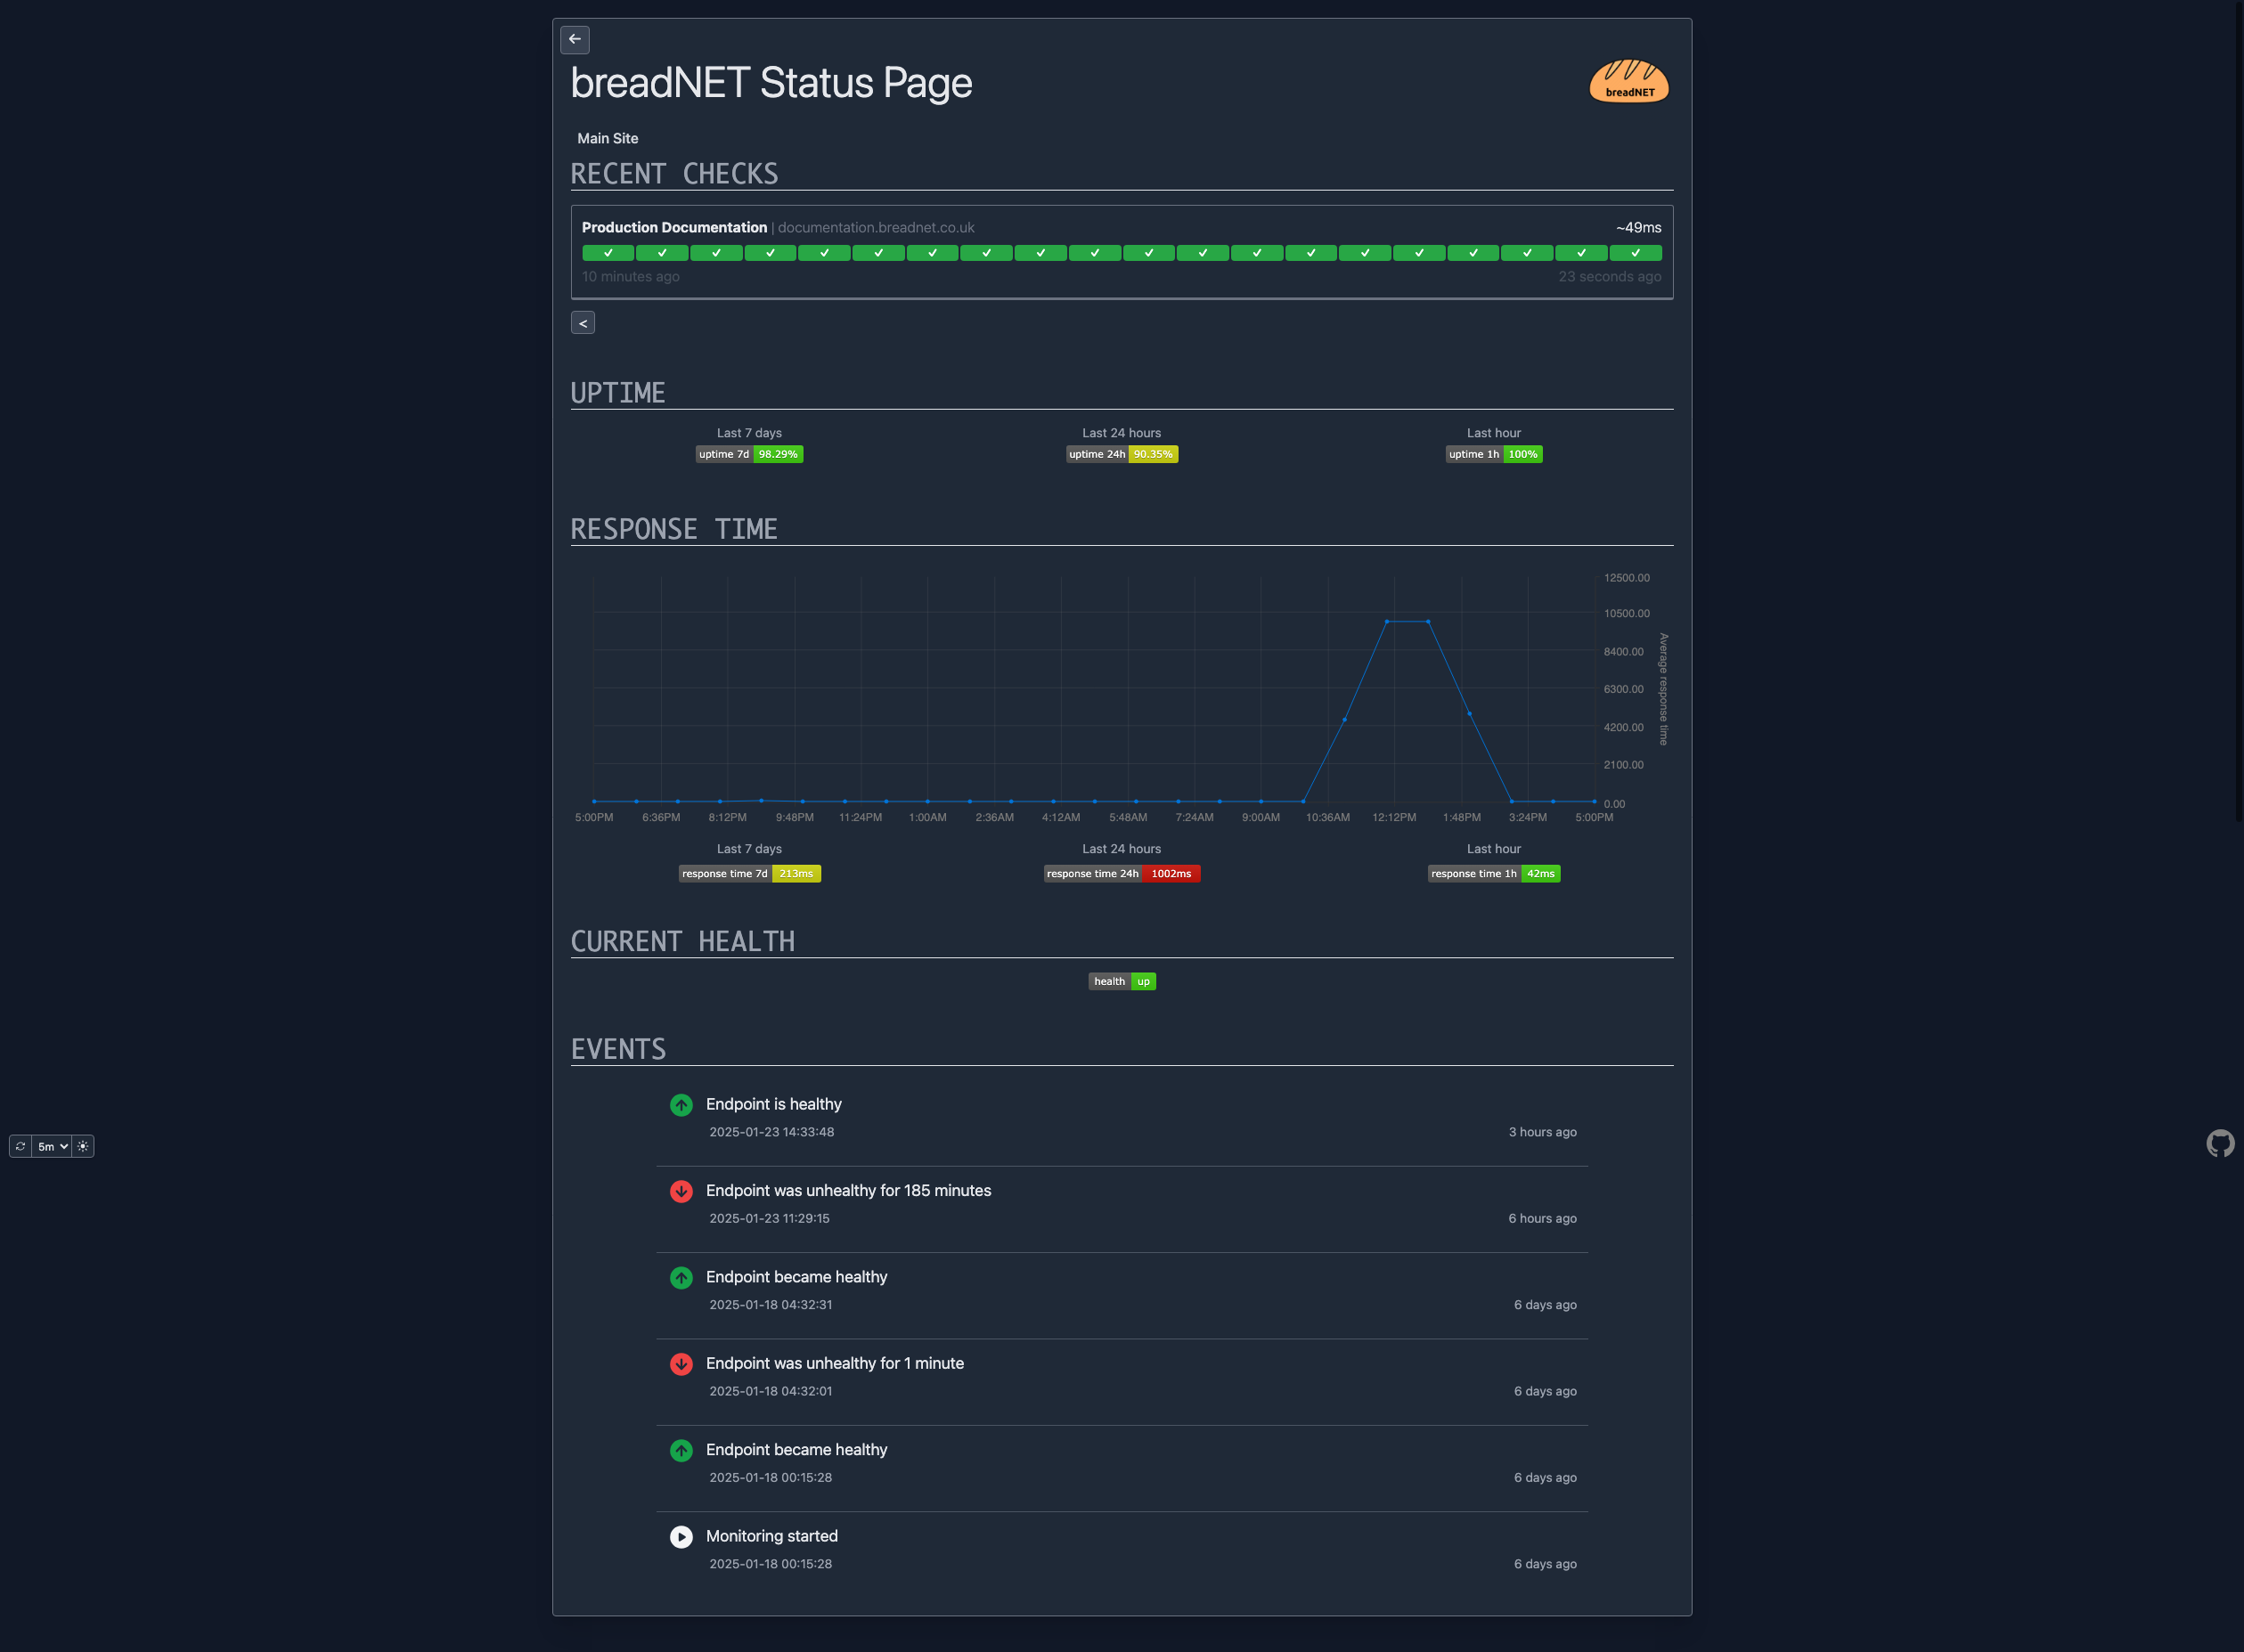 breadNET Status Page
breadNET
Main Site
RECENT CHECKS
Production Documentation | documentation.breadnet.co.uk ~49ms
10 minutes ago 23 seconds ago
<
UPTIME
Last 7 days Last 24 hours Last hour
uptime 7d 98.29% uptime 24h 90.35% uptime 1h 100%
RESPONSE TIME
12500.00
10500.00
8400.00
6300.00
4200.00
2100.00
0.00
Average response time
5:00PM 6:36PM 8:12PM 9:48PM 11:24PM 1:00AM 2:36AM 4:12AM 5:48AM 7:24AM 9:00AM 10:36AM 12:12PM 1:48PM 3:24PM 5:00PM
Last 7 days Last 24 hours Last hour
response time 7d 213ms response time 24h 1002ms response time 1h 42ms
CURRENT HEALTH
health up
EVENTS
Endpoint is healthy
2025-01-23 14:33:48 3 hours ago
5m
Endpoint was unhealthy for 185 minutes
2025-01-23 11:29:15 6 hours ago
Endpoint became healthy
2025-01-18 04:32:31 6 days ago
Endpoint was unhealthy for 1 minute
2025-01-18 04:32:01 6 days ago
Endpoint became healthy
2025-01-18 00:15:28 6 days ago
Monitoring started
2025-01-18 00:15:28 6 days ago